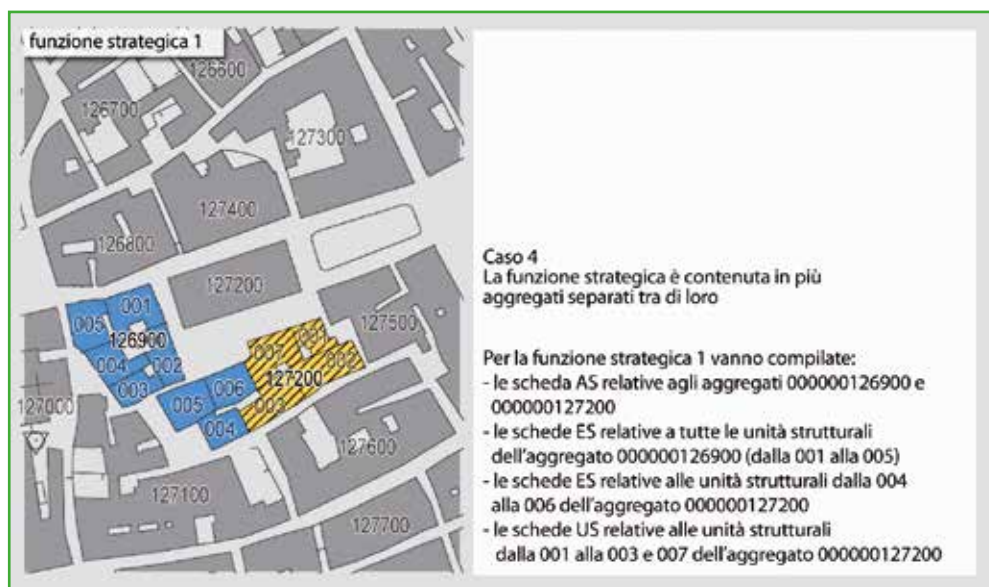 funzione strategica 1
126600
126700
127300
127400
126800
127200
001
005
126900
004
002
003
127500
001
007
002
127200
006
003
005
004
127000
127600
127100
127700
Caso 4
La funzione strategica è contenuta in più
aggregati separati tra di loro
Per la funzione strategica 1 vanno compilate:
- le scheda AS relative agli aggregati 000000126900 e
000000127200
- le schede ES relative a tutte le unità strutturali
dell'aggregato 000000126900 (dalla 001 alla 005)
- le schede ES relative alle unità strutturali dalla 004
alla 006 dell'aggregato 000000127200
- le schede US relative alle unità strutturali
dalla 001 alla 003 e 007 dell'aggregato 000000127200